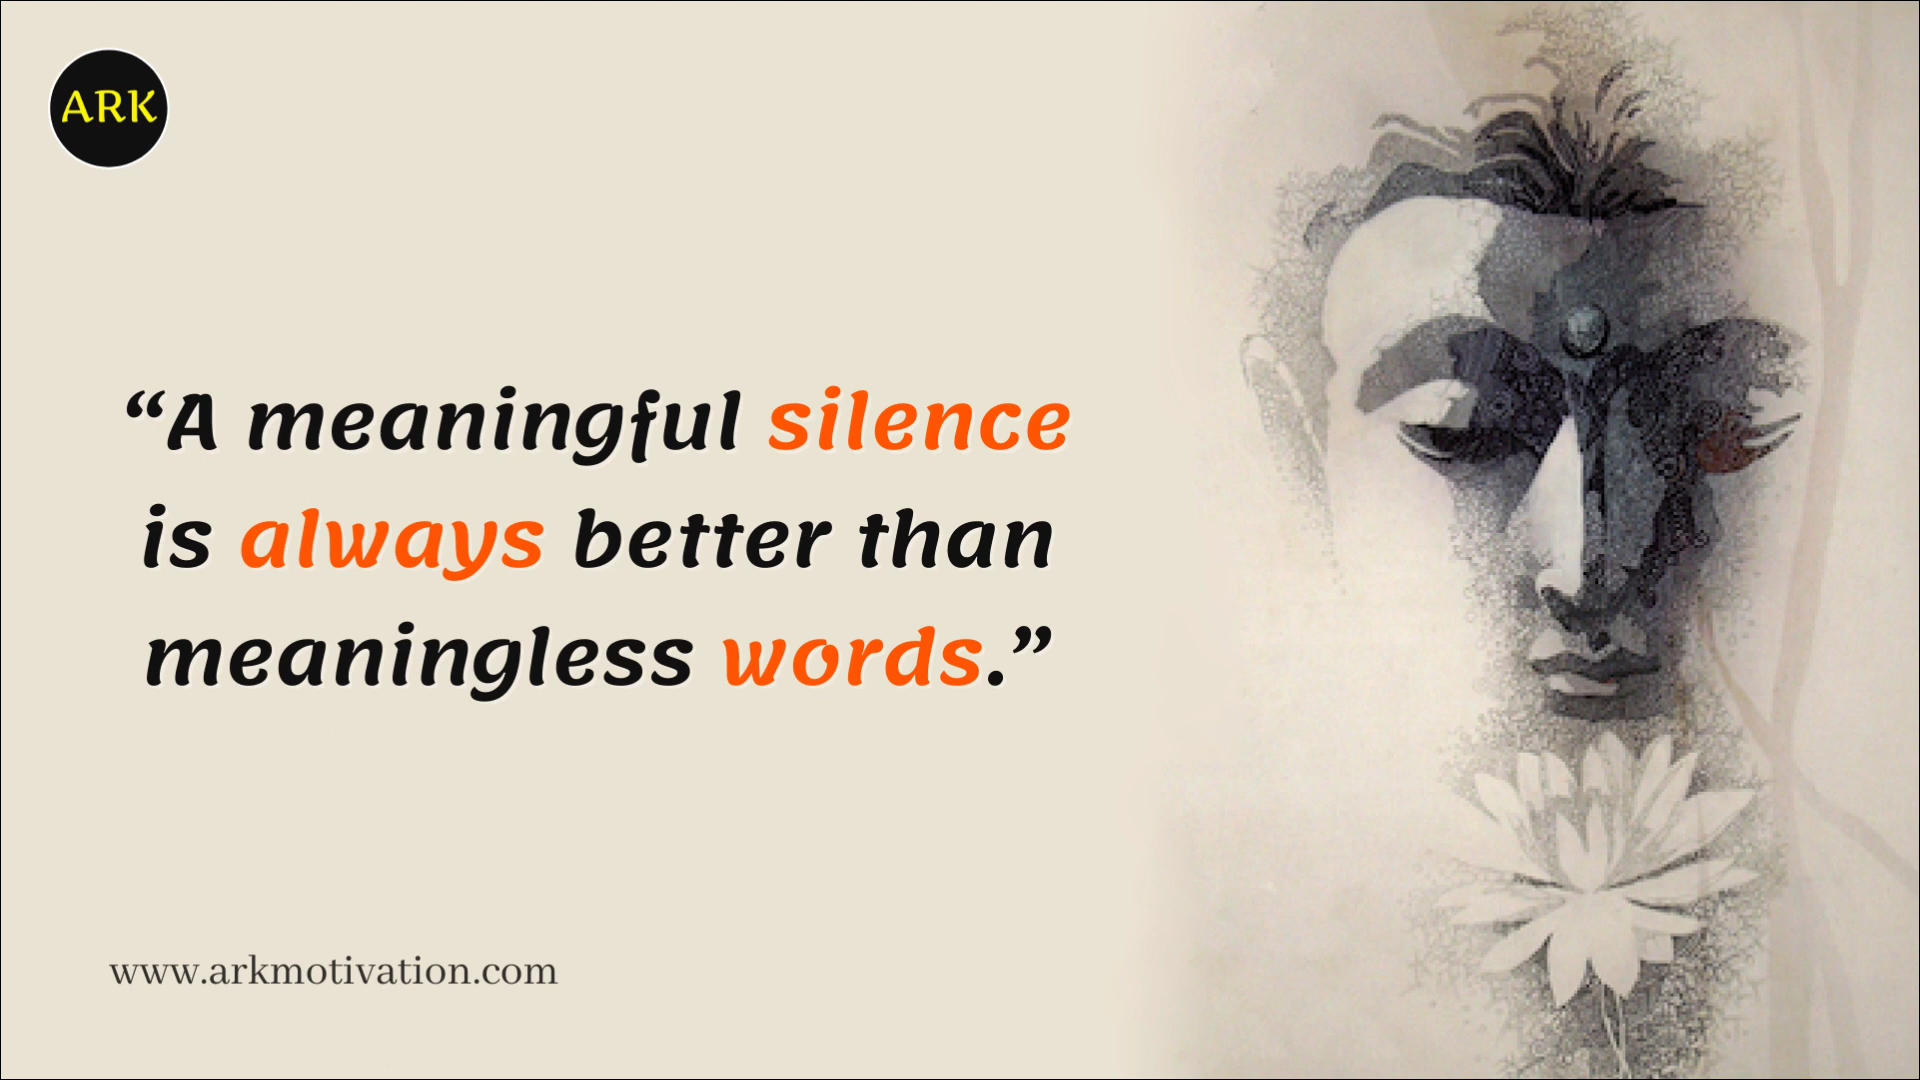 ARK
“A meaningful silence
is always better than
meaningless words.”
www.arkmotivation.com